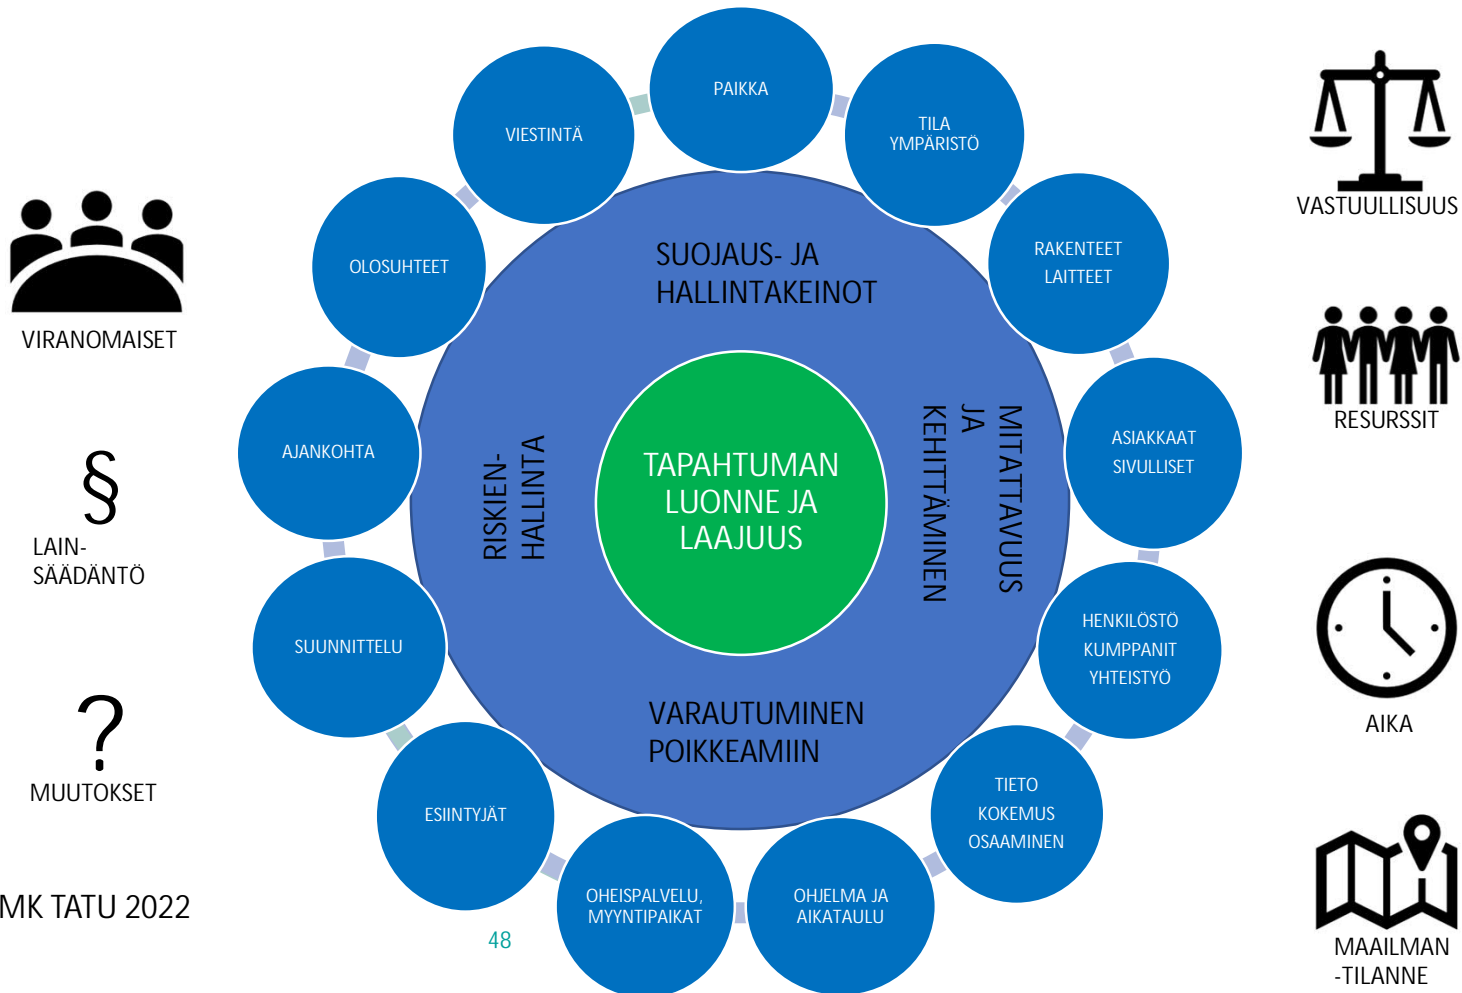 PAIKKA
TILA
YMPÄRISTÖ
RAKENTEET
LAITTEET
ASIAKKAAT
SIVULLISET
HENKILÖSTÖ
KUMPPANIT
YHTEISTYÖ
TIETO
KOKEMUS
OSAAMINEN
OHJELMA JA
AIKATAULU
OHEISPALVELU,
MYYNTIPAIKAT
ESIINTYJÄT
SUUNNITTELU
AJANKOHTA
OLOSUHTEET
VIESTINTÄ
SUOJAUS- JA
HALLINTAKEINOT
MITATTAVUUS
JA
KEHITTÄMINEN
VARAUTUMINEN
POIKKEAMIIN
RISKIEN-
HALLINTA
TAPAHTUMAN
LUONNE JA
LAAJUUS
VIRANOMAISET
§
LAIN-
SÄÄDÄNTÖ
?
MUUTOKSET
MK TATU 2022
48
VASTUULLISUUS
RESURSSIT
AIKA
MAAILMAN
-TILANNE